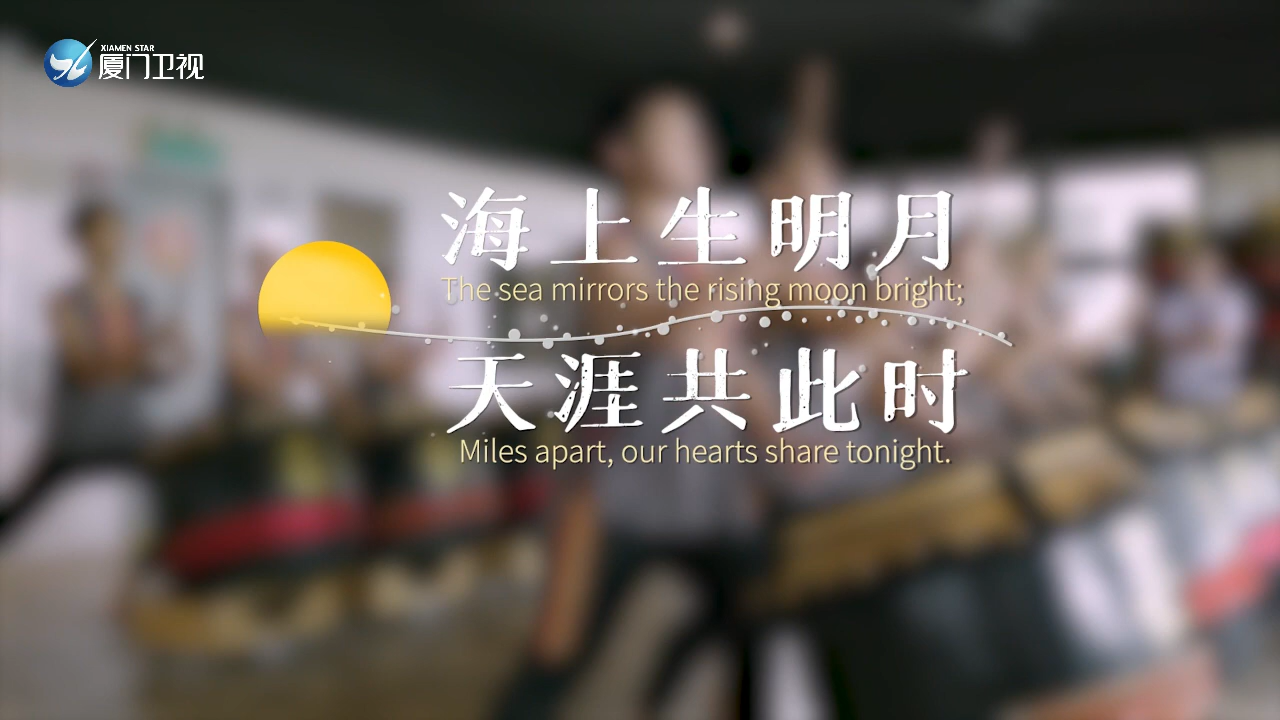 XIAMEN STAR
厦门卫视
海上生明月
The sea mirrors the rising moon bright;
天涯共此时
Miles apart, our hearts share tonight.